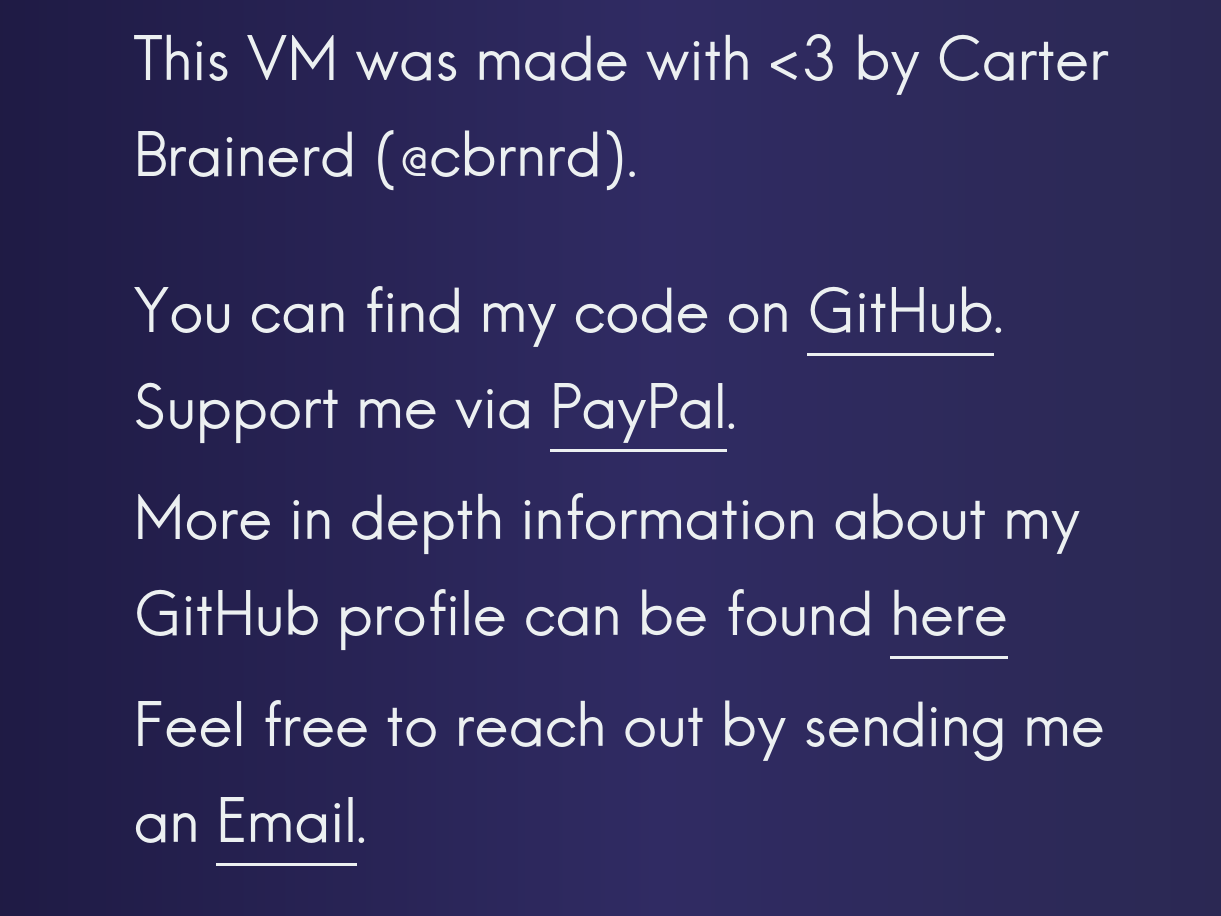 This VM was made with <3 by Carter
Brainerd (@cbrnrd).
You can find my code on GitHub.
Support me via PayPal.
More in depth information about my
GitHub profile can be found here
Feel free to reach out by sending me
an Email.